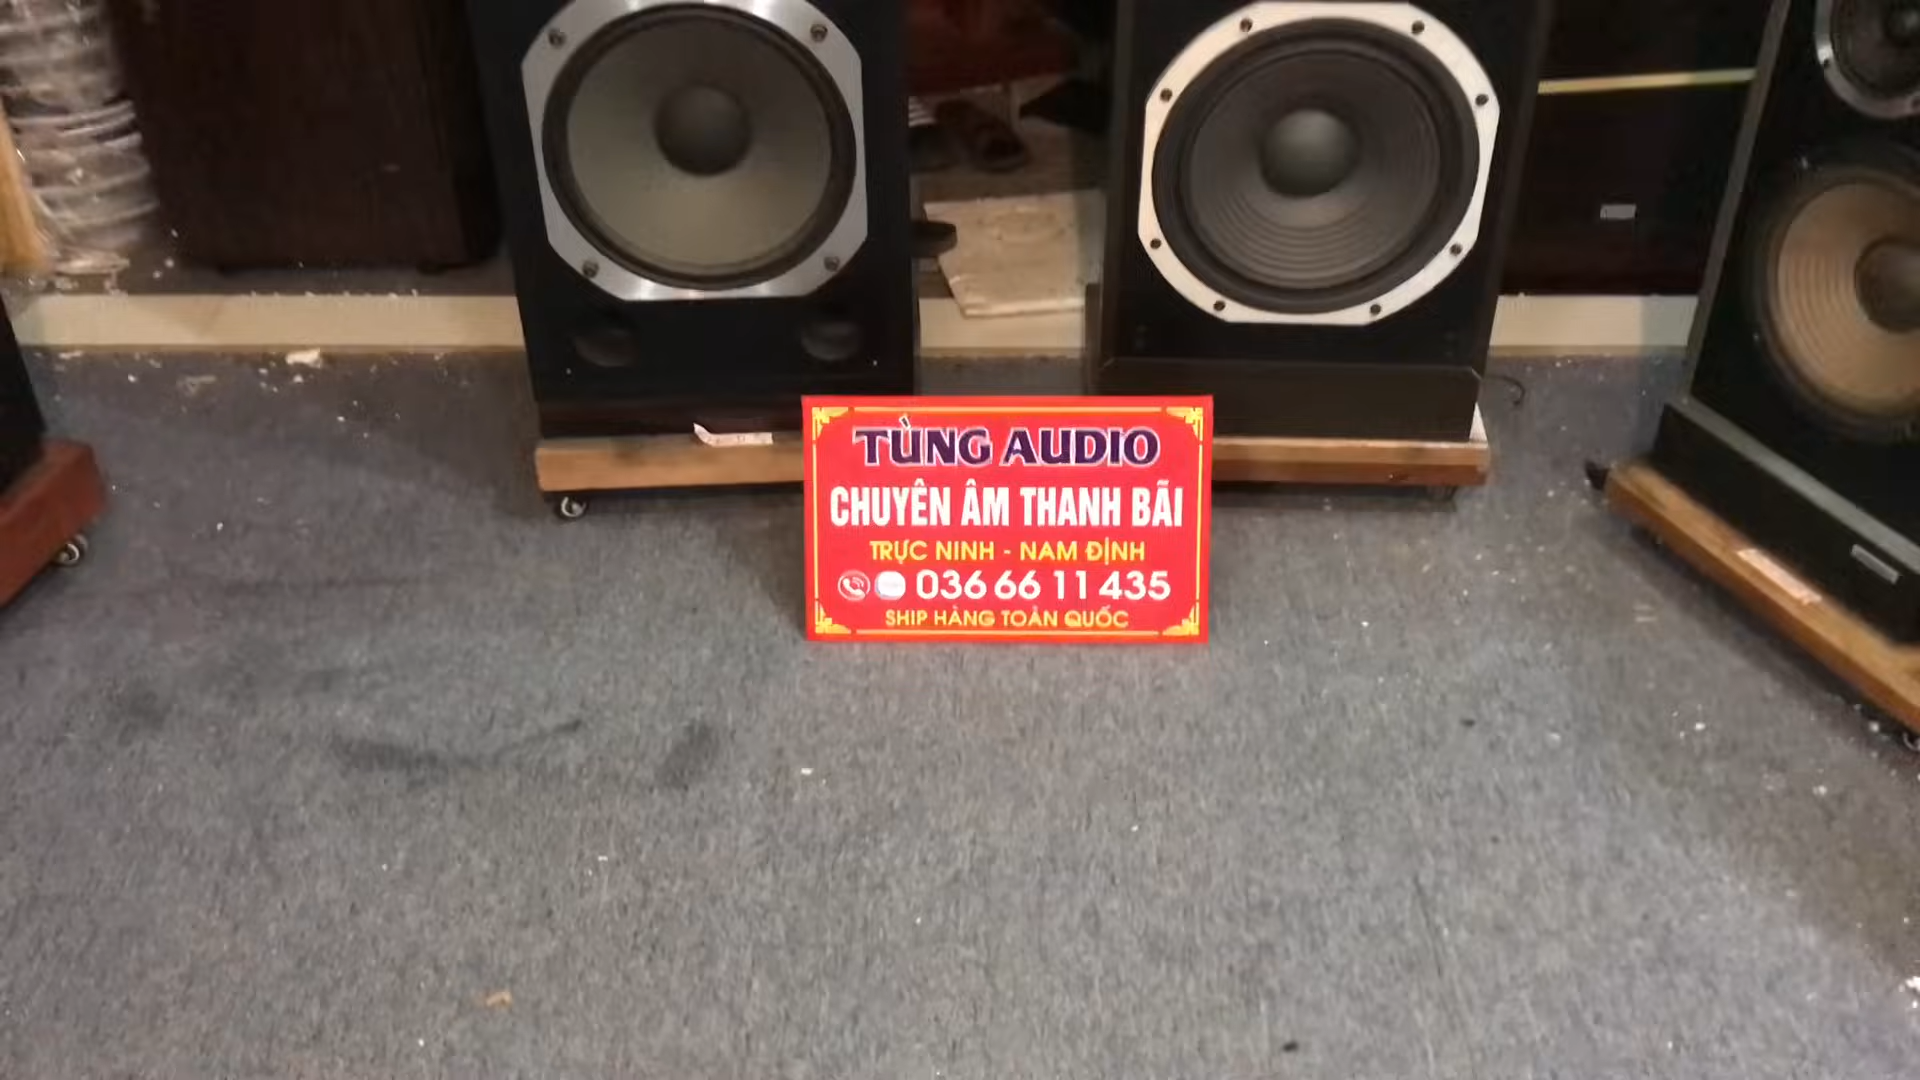 TÙNG AUDIO
CHUYÊN ÂM THANH BÃI
TRỰC NINH - NAM ĐỊNH
036 66 11 435
SHIP HÀNG TOÀN QUỐC